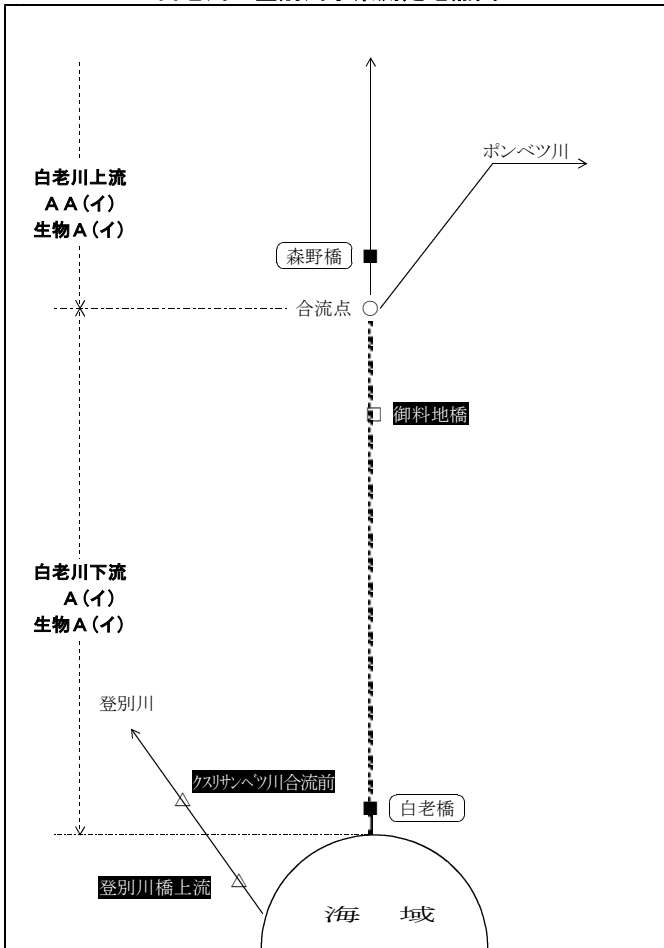 ポンベツ川
白老川上流
ＡＡ(イ)
生物Ａ(イ)
森野橋
合流点
御料地橋
白老川下流
Ａ(イ)
生物Ａ(イ)
登別川
クスリサンベツ川合流前
白老橋
登別川橋上流
海　域